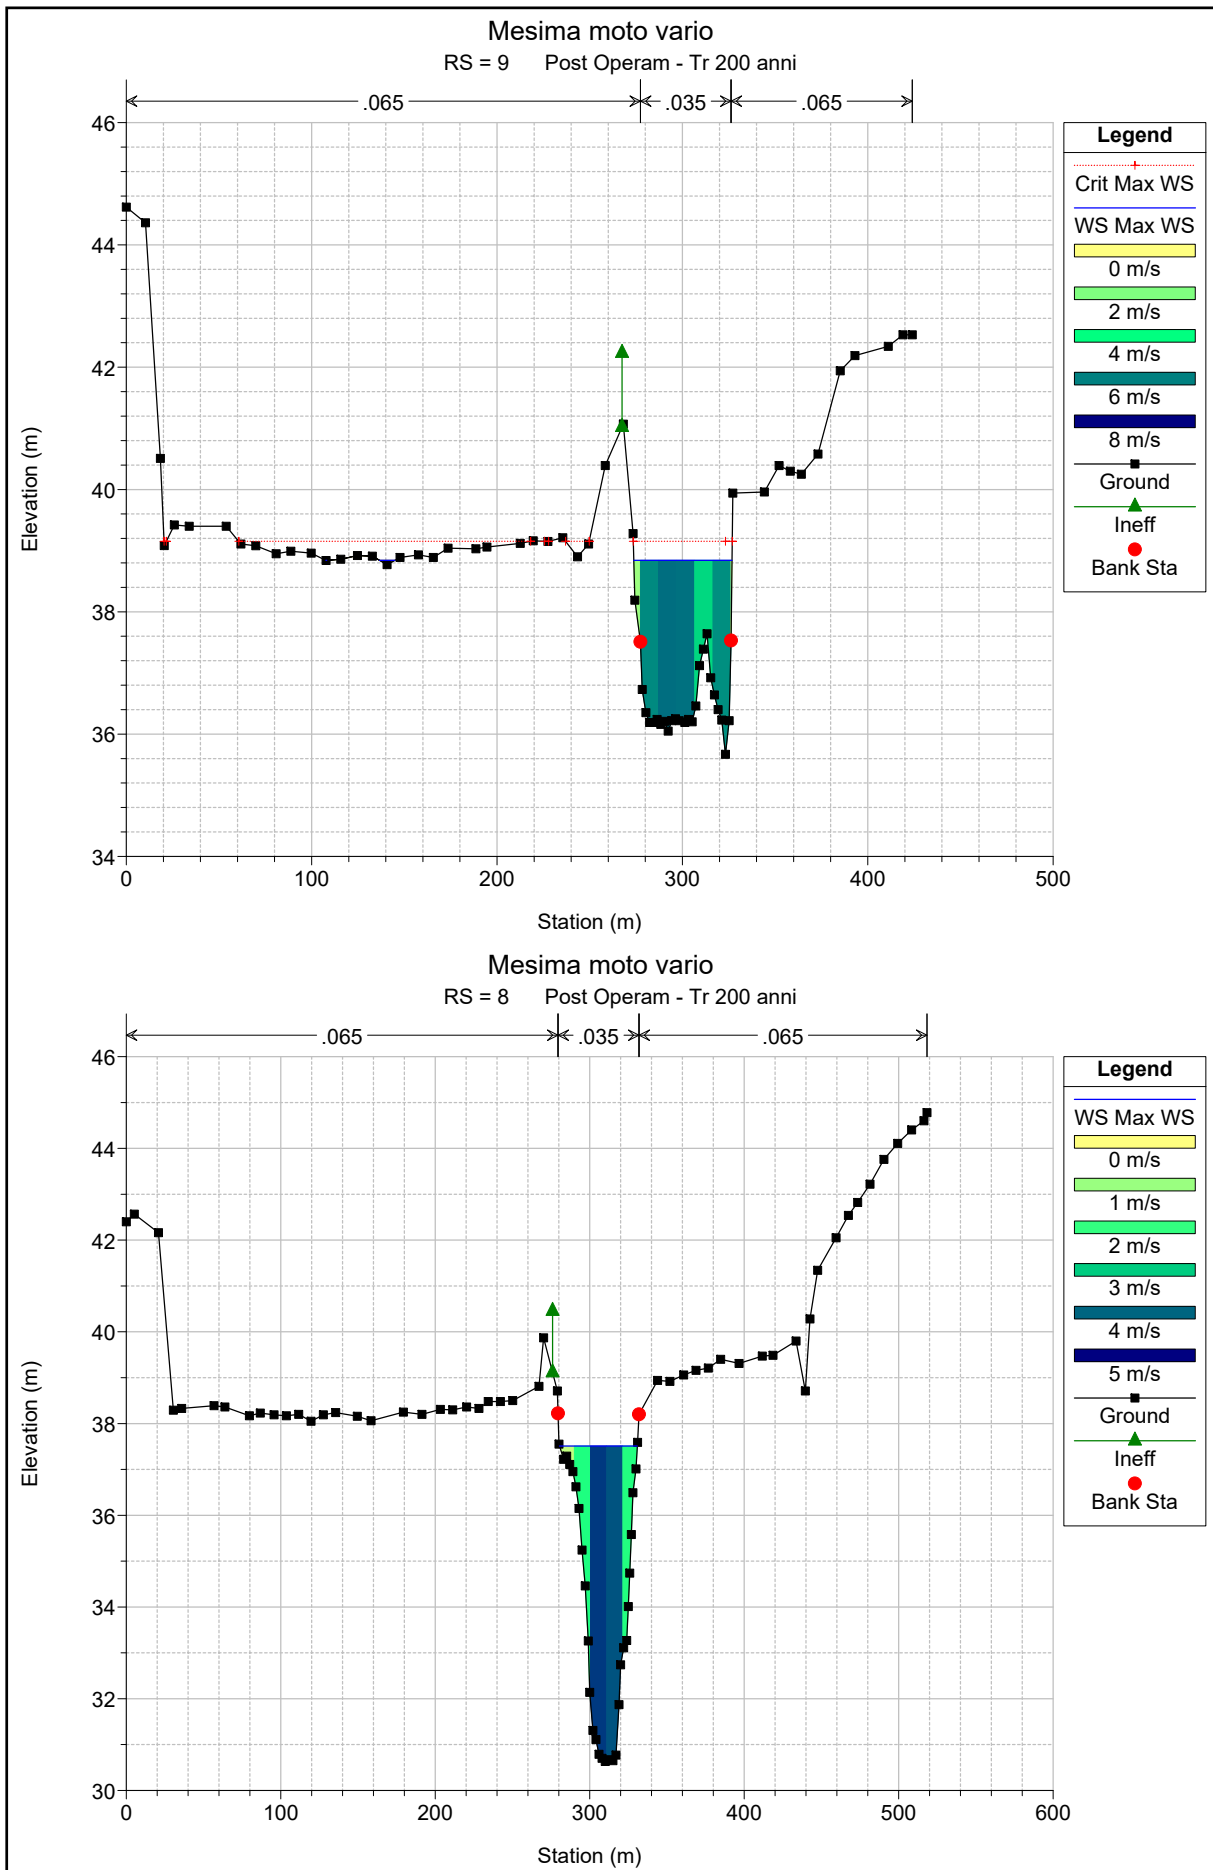 Mesima moto vario
RS = 9 Post Operam - Tr 200 anni
.065 .035 .065
46
44
42
40
38
36
34
Elevation (m)
0 100 200 300 400 500
Station (m)
Legend
Crit Max WS
WS Max WS
0 m/s
2 m/s
4 m/s
6 m/s
8 m/s
Ground
Ineff
Bank Sta
Mesima moto vario
RS = 8 Post Operam - Tr 200 anni
.065 .035 .065
46
44
42
40
38
36
34
32
30
Elevation (m)
0 100 200 300 400 500 600
Station (m)
Legend
WS Max WS
0 m/s
1 m/s
2 m/s
3 m/s
4 m/s
5 m/s
Ground
Ineff
Bank Sta